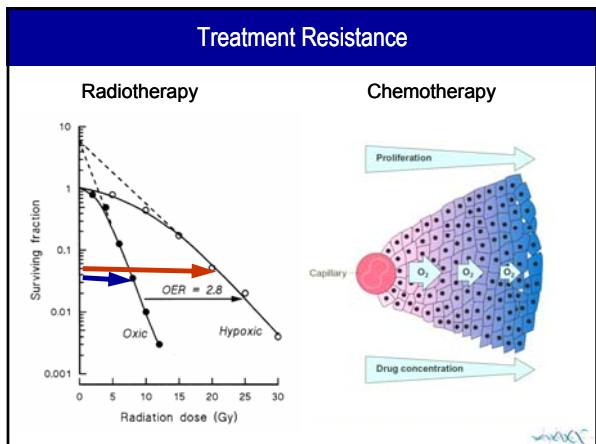 Treatment Resistance
Radiotherapy
Chemotherapy
10
1
0.1
0.01
0.001
Surviving fraction
OER = 2.8
Oxic
Hypoxic
0
5
10
15
20
25
30
Radiation dose (Gy)
Proliferation
Capillary
O₂
O₂
O₂
Drug concentration